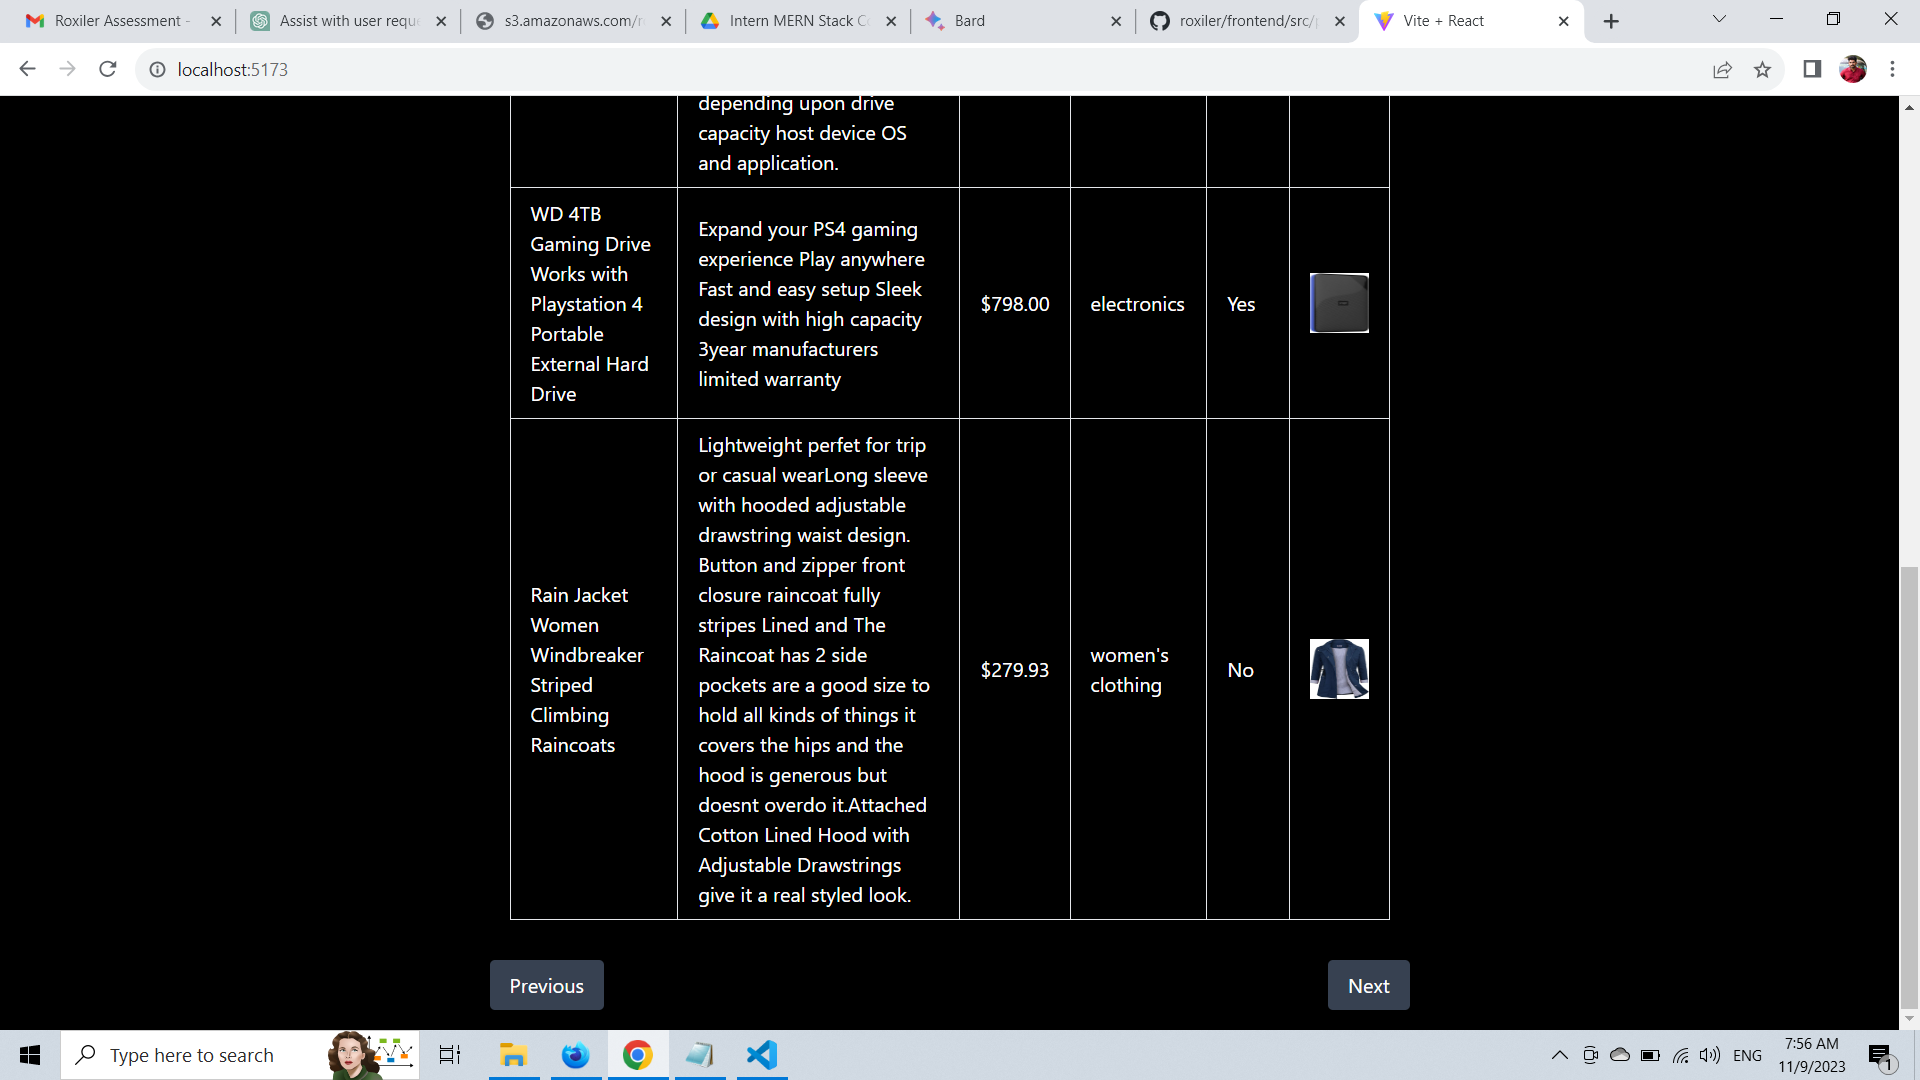 Roxiler Assessment -
Assist with user reque
s3.amazonaws.com/r
Intern MERN Stack C
Bard
roxiler/frontend/src/p
Vite + React
localhost:5173
depending upon drive
capacity host device OS
and application.
WD 4TB
Gaming Drive
Works with
Playstation 4
Portable
External Hard
Drive
Expand your PS4 gaming
experience Play anywhere
Fast and easy setup Sleek
design with high capacity
3year manufacturers
limited warranty
$798.00
electronics
Yes
Rain Jacket
Women
Windbreaker
Striped
Climbing
Raincoats
Lightweight perfet for trip
or casual wearLong sleeve
with hooded adjustable
drawstring waist design.
Button and zipper front
closure raincoat fully
stripes Lined and The
Raincoat has 2 side
pockets are a good size to
hold all kinds of things it
covers the hips and the
hood is generous but
doesnt overdo it.Attached
Cotton Lined Hood with
Adjustable Drawstrings
give it a real styled look.
$279.93
women's
clothing
No
Previous
Next
Type here to search
ENG
7:56 AM
11/9/2023
1